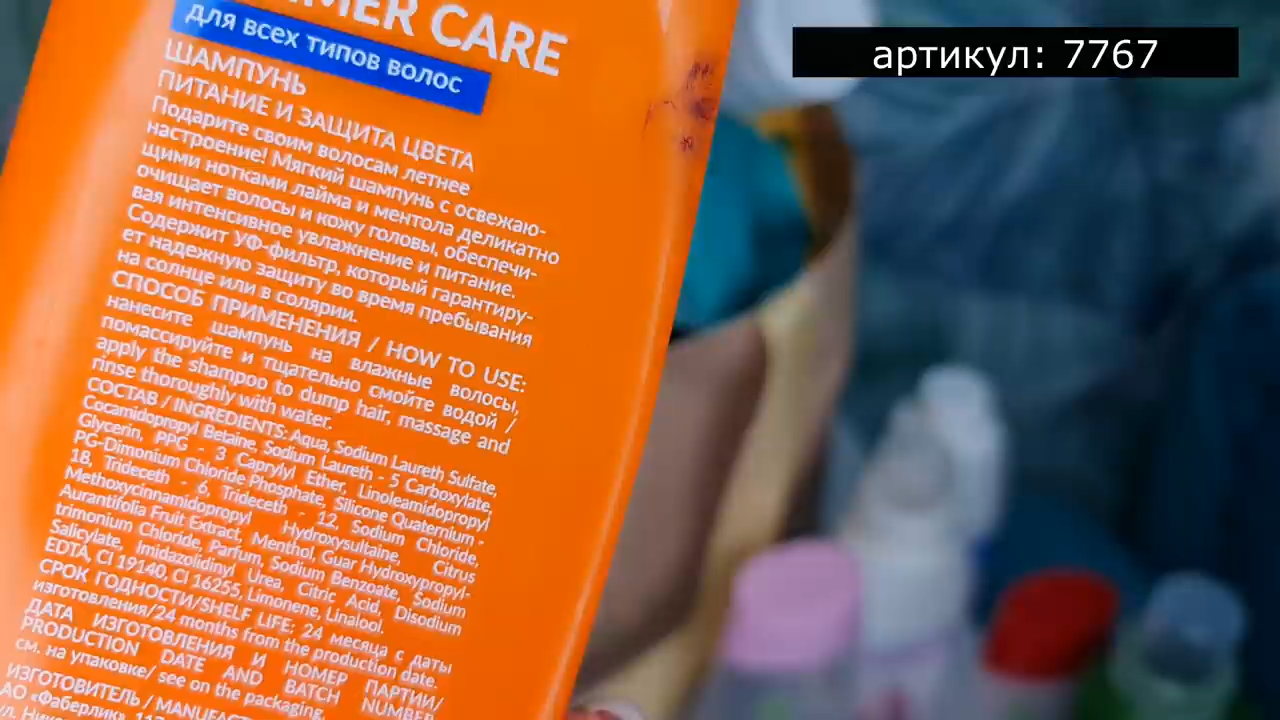 MER CARE
для всех типов волос
ШАМПУНЬ
ПИТАНИЕ И ЗАЩИТА ЦВЕТА
Подарите своим волосам летнее
настроение! Мягкий шампунь с освежаю-
щими нотками лайма и ментола деликатно
очищает волосы и кожу головы, обеспечи-
вая интенсивное увлажнение и питание.
Содержит УФ-фильтр, который гарантиру-
ет надежную защиту во время пребывания
на солнце или в солярии.
СПОСОБ ПРИМЕНЕНИЯ / HOW TO USE:
нанесите шампунь на влажные волосы,
помассируйте и тщательно смойте водой /
apply the shampoo to dump hair, massage and
rinse thoroughly with water.
СОСТАВ / INGREDIENTS: Aqua, Sodium Laureth Sulfate,
Cocamidopropyl Betaine, Sodium Laureth - 5 Carboxylate,
Glycerin, PPG - 3 Caprylyl Ether, Linoleamidopropyl
PG-Dimonium Chloride Phosphate, Silicone Quaternium -
18, Trideceth - 6, Trideceth - 12, Sodium Chloride,
Methoxycinnamidopropyl Hydroxysultaine, Citrus
Aurantifolia Fruit Extract, Menthol, Guar Hydroxypropyl-
trimonium Chloride, Parfum, Sodium Benzoate, Sodium
Salicylate, Imidazolidinyl Urea, Citric Acid, Disodium
EDTA, CI 19140, CI 16255, Limonene, Linalool.
СРОК ГОДНОСТИ/SHELF LIFE: 24 месяца с даты
изготовления/24 months from the production date.
ДАТА ИЗГОТОВЛЕНИЯ И НОМЕР ПАРТИИ/
PRODUCTION DATE AND BATCH NUMBER
см. на упаковке/ see on the packaging.
ИЗГОТОВИТЕЛЬ / MANUFACT
АО «Фаберлик»
артикул: 7767